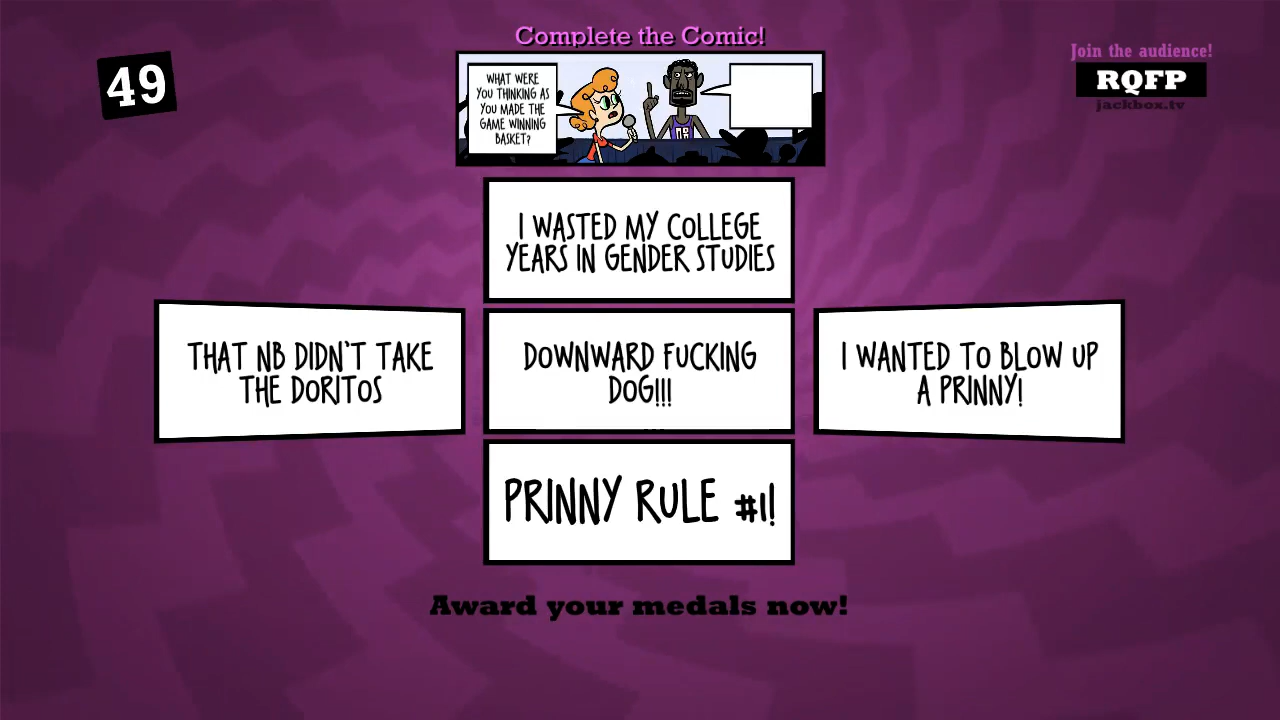 Complete the Comic!
49
Join the audience!
RQFP
jackbox.tv
WHAT WERE
YOU THINKING AS
YOU MADE THE
GAME WINNING
BASKET?
I WASTED MY COLLEGE
YEARS IN GENDER STUDIES
THAT NB DIDN'T TAKE
THE DORITOS
DOWNWARD FUCKING
DOG!!!
I WANTED TO BLOW UP
A PRINNY!
PRINNY RULE #1!
Award your medals now!